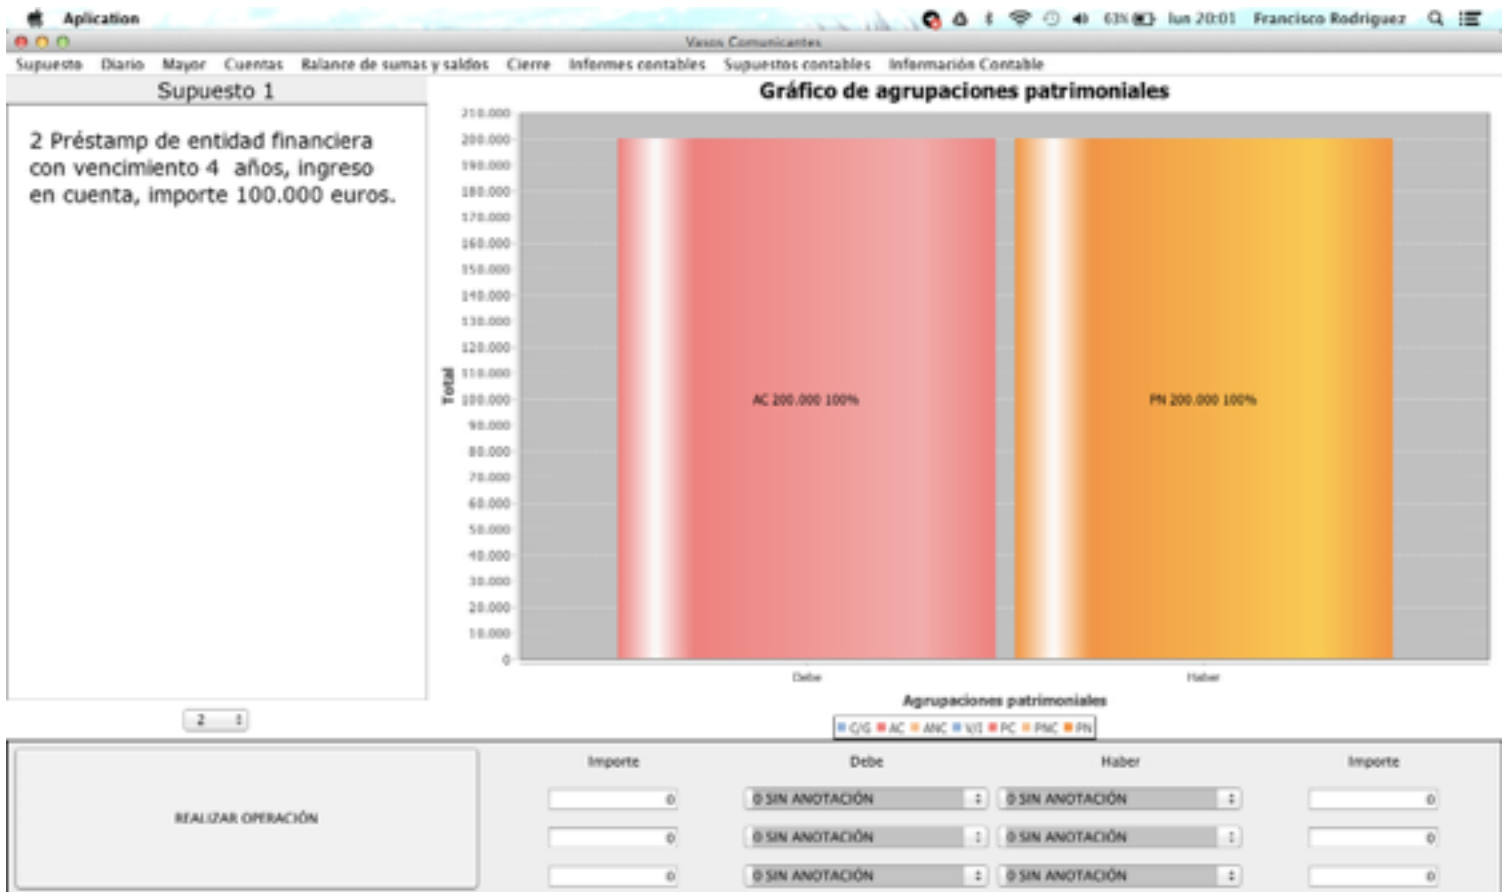 Aplication 63% lun 20:01 Francisco Rodriguez
Vasos Comunicantes
Supuesto Diario Mayor Cuentas Balance de sumas y saldos Cierre Informes contables Supuestos contables Información Contable
Supuesto 1
2 Préstamp de entidad financiera
con vencimiento 4 años, ingreso
en cuenta, importe 100.000 euros.
2
Gráfico de agrupaciones patrimoniales
Total
210.000
200.000
190.000
180.000
170.000
160.000
150.000
140.000
130.000
120.000
110.000
100.000
90.000
80.000
70.000
60.000
50.000
40.000
30.000
20.000
10.000
0
AC 200.000 100%
PN 200.000 100%
Debe Haber
Agrupaciones patrimoniales
C/G AC ANC V/I PC PNC PN
REALIZAR OPERACIÓN
Importe Debe Haber Importe
0 0 SIN ANOTACIÓN 0 SIN ANOTACIÓN 0
0 0 SIN ANOTACIÓN 0 SIN ANOTACIÓN 0
0 0 SIN ANOTACIÓN 0 SIN ANOTACIÓN 0